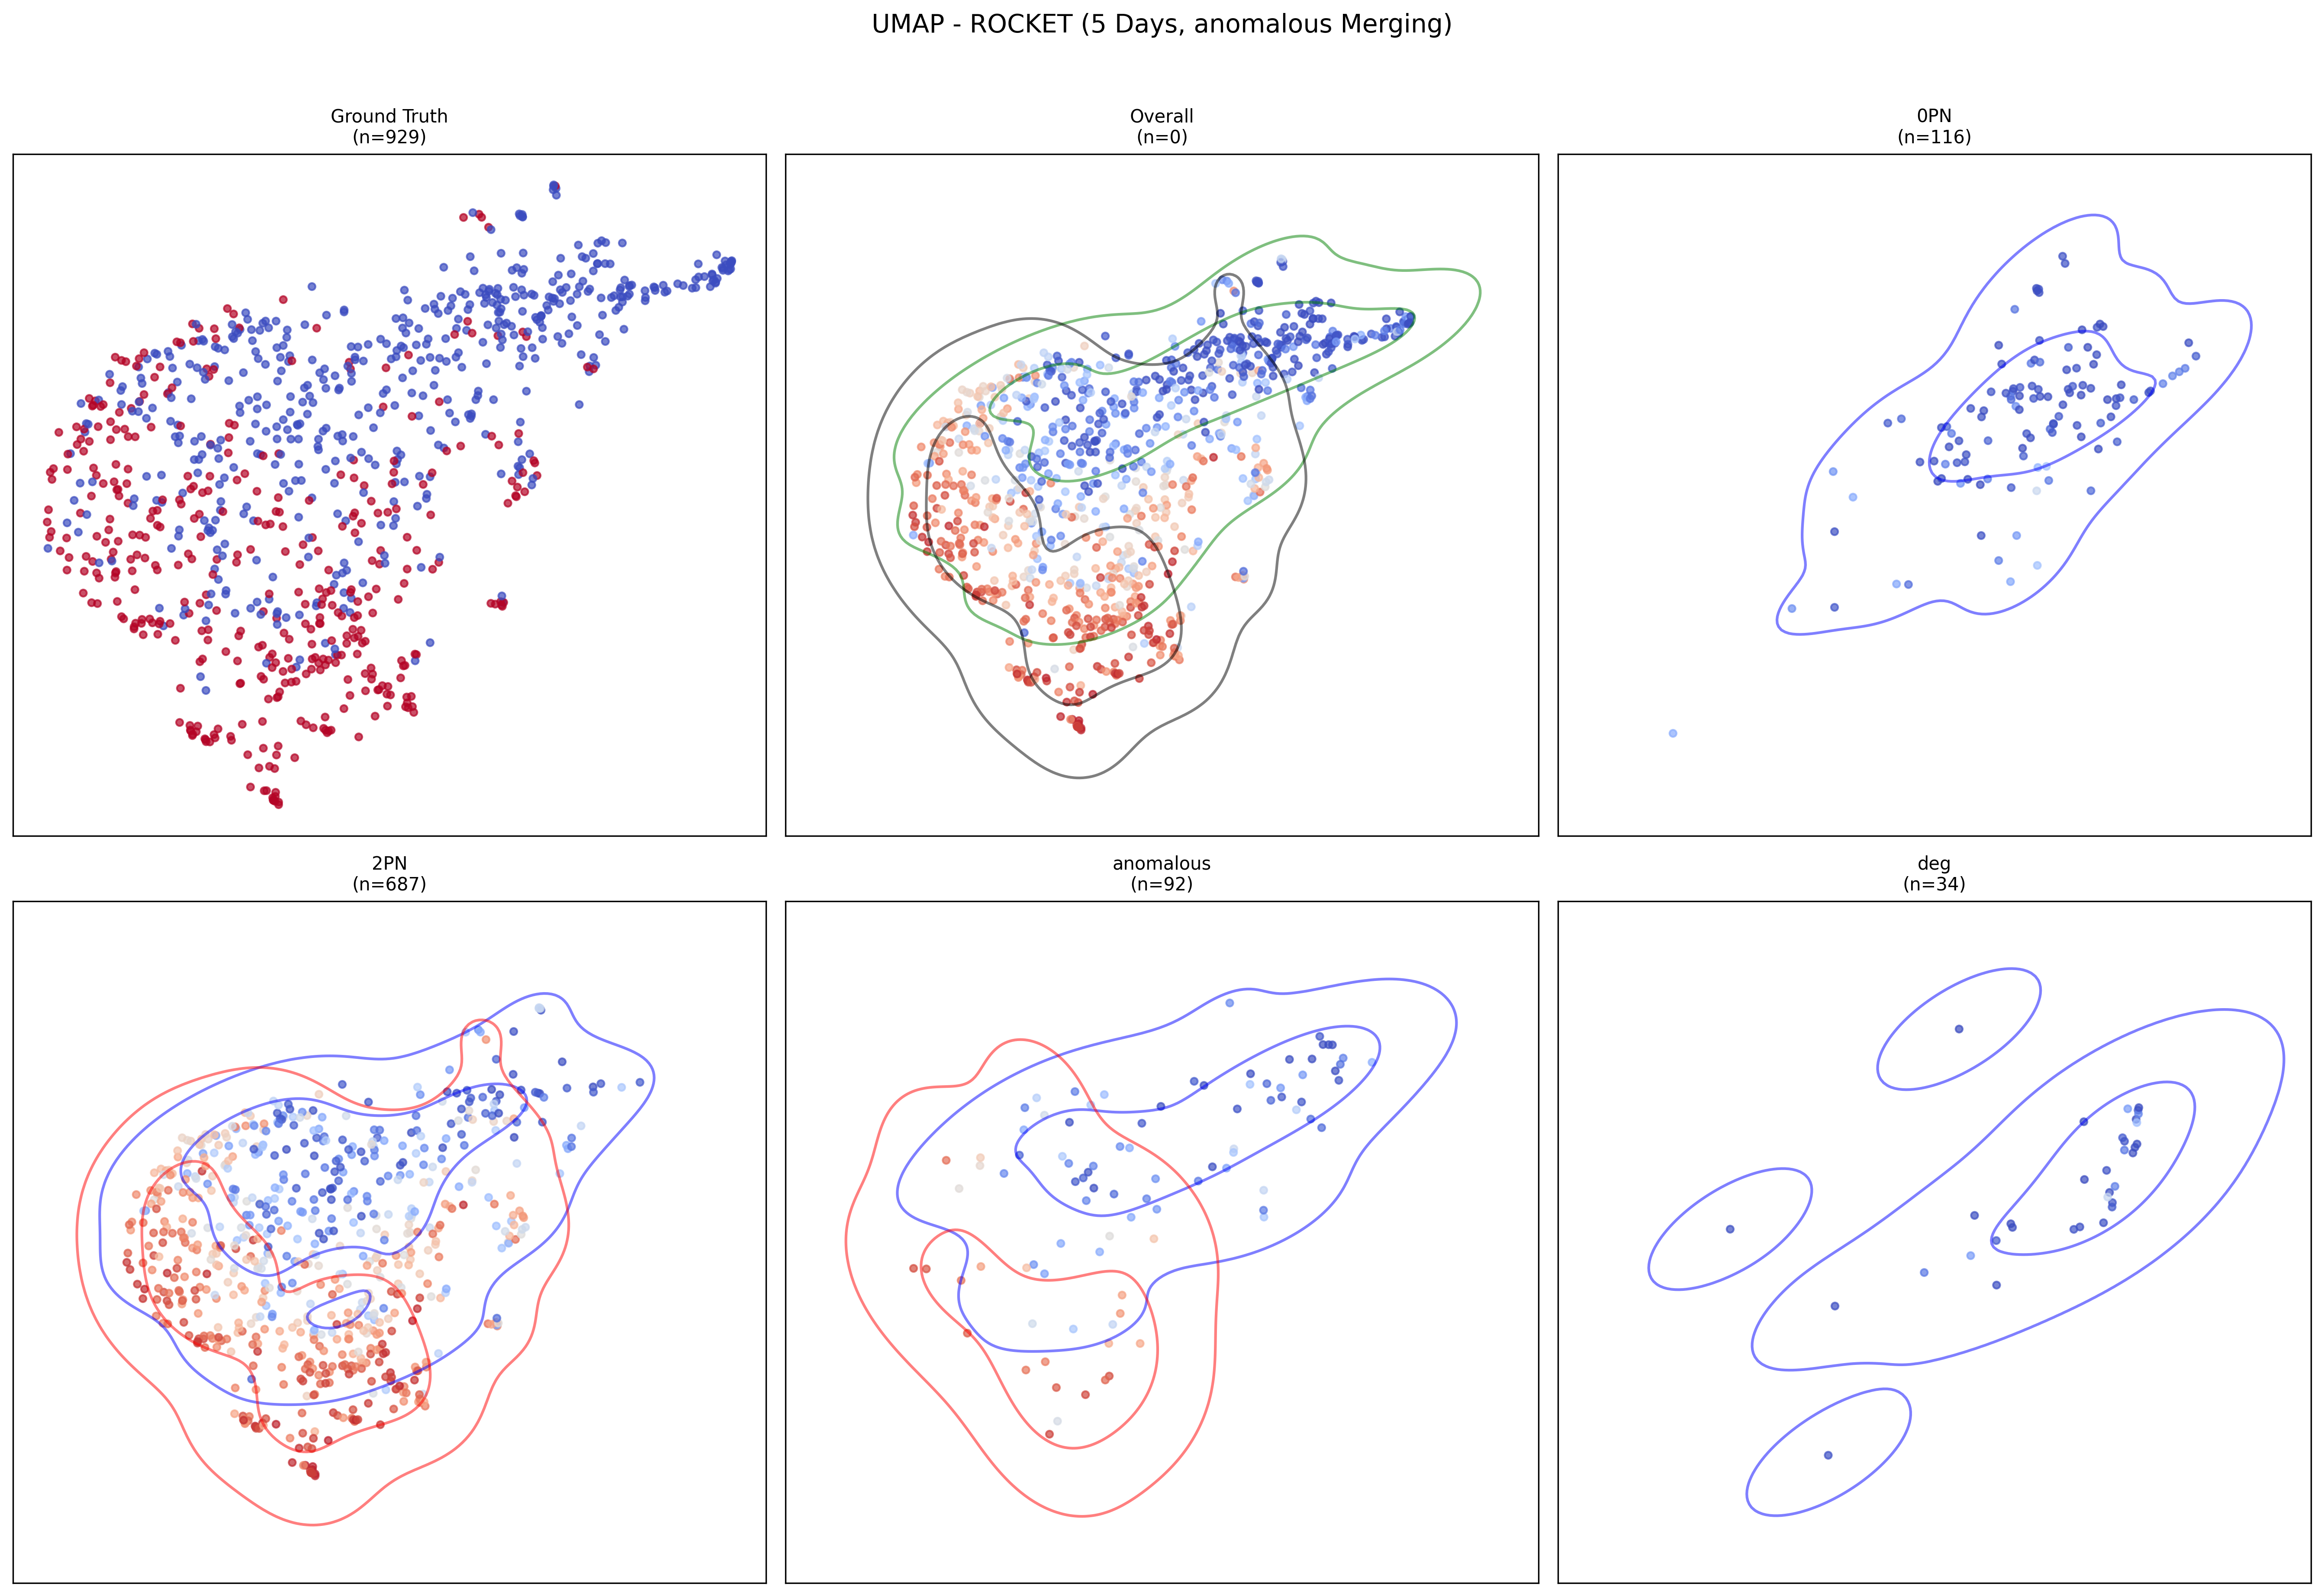 UMAP - ROCKET (5 Days, anomalous Merging)
Ground Truth
(n=929)
Overall
(n=0)
0PN
(n=116)
2PN
(n=687)
anomalous
(n=92)
deg
(n=34)